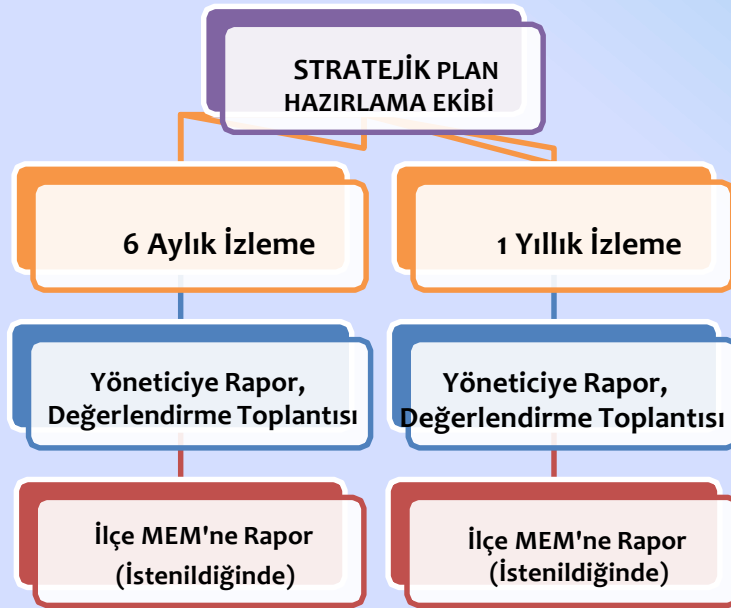 STRATEJİK PLAN
HAZIRLAMA EKİBİ
6 Aylık İzleme
1 Yıllık İzleme
Yöneticiye Rapor,
Değerlendirme Toplantısı
Yöneticiye Rapor,
Değerlendirme Toplantısı
İlçe MEM'ne Rapor
(İstenildiğinde)
İlçe MEM'ne Rapor
(İstenildiğinde)